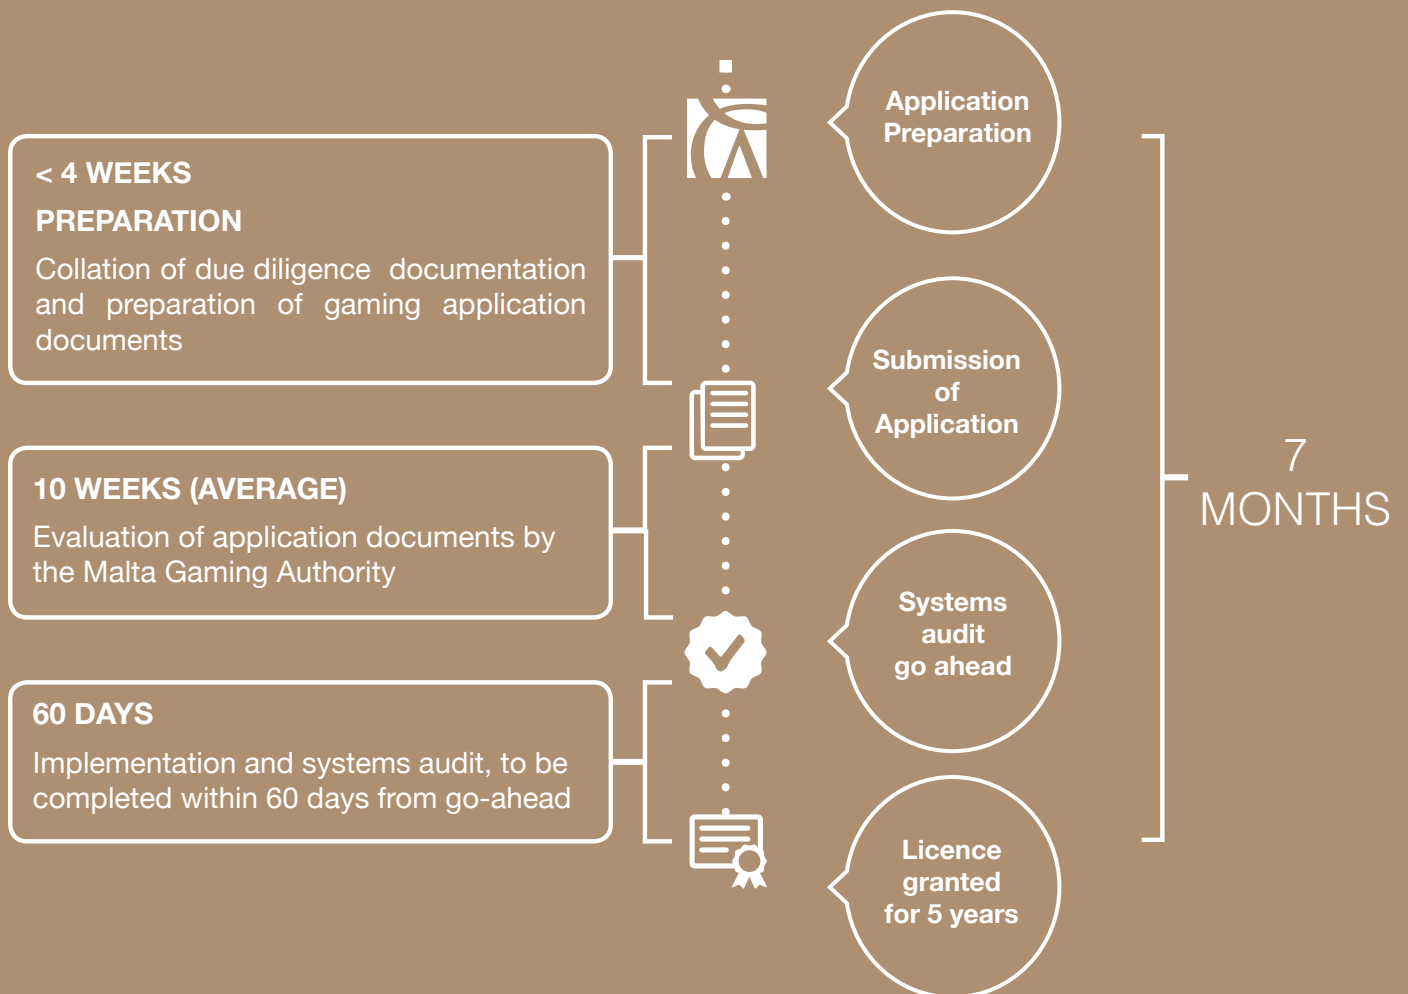 Application
Preparation
< 4 WEEKS
PREPARATION
Collation of due diligence documentation
and preparation of gaming application
documents
Submission
of
Application
10 WEEKS (AVERAGE)
Evaluation of application documents by
the Malta Gaming Authority
Systems
audit
go ahead
60 DAYS
Implementation and systems audit, to be
completed within 60 days from go-ahead
Licence
granted
for 5 years
7
MONTHS